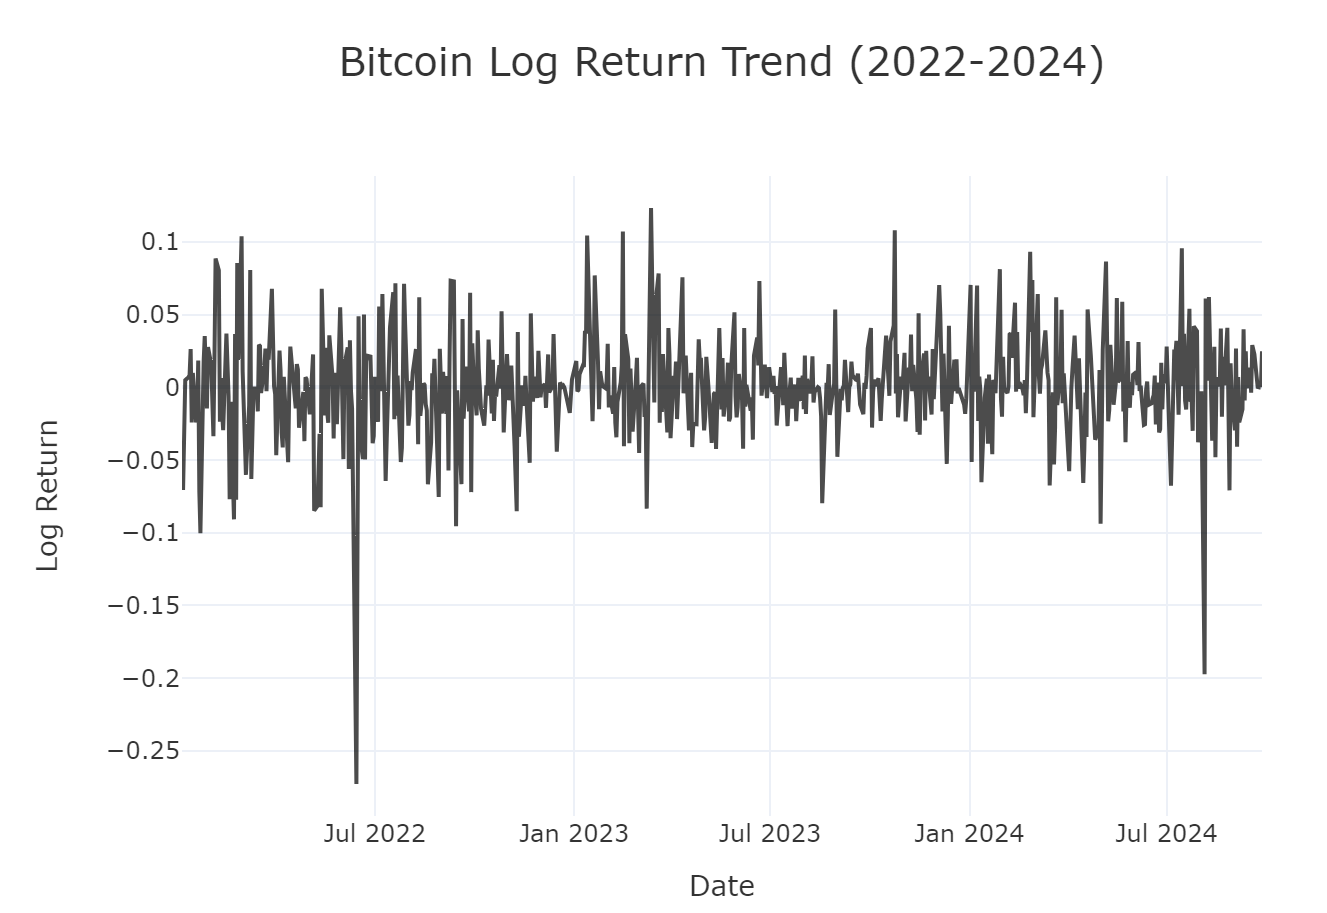 Bitcoin Log Return Trend (2022-2024)
0.1
0.05
0
−0.05
−0.1
−0.15
−0.2
−0.25
Log Return
Jul 2022
Jan 2023
Jul 2023
Jan 2024
Jul 2024
Date